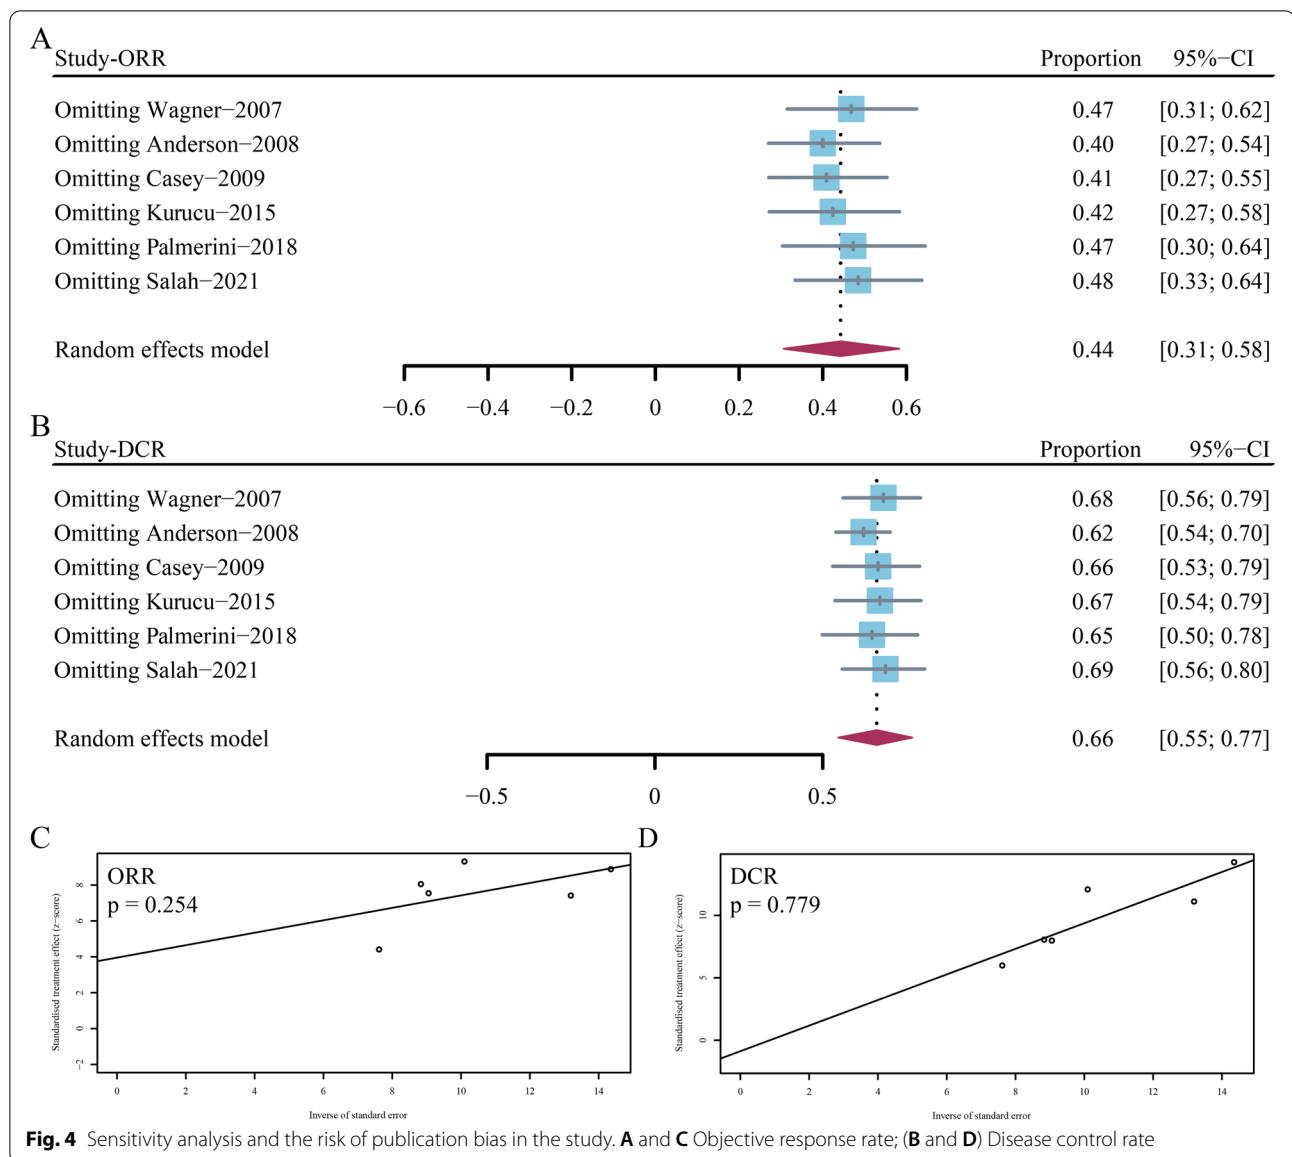 A
Study-ORR Proportion 95%−CI
Omitting Wagner−2007 0.47 [0.31; 0.62]
Omitting Anderson−2008 0.40 [0.27; 0.54]
Omitting Casey−2009 0.41 [0.27; 0.55]
Omitting Kurucu−2015 0.42 [0.27; 0.58]
Omitting Palmerini−2018 0.47 [0.30; 0.64]
Omitting Salah−2021 0.48 [0.33; 0.64]
Random effects model 0.44 [0.31; 0.58]
−0.6 −0.4 −0.2 0 0.2 0.4 0.6
B
Study-DCR Proportion 95%−CI
Omitting Wagner−2007 0.68 [0.56; 0.79]
Omitting Anderson−2008 0.62 [0.54; 0.70]
Omitting Casey−2009 0.66 [0.53; 0.79]
Omitting Kurucu−2015 0.67 [0.54; 0.79]
Omitting Palmerini−2018 0.65 [0.50; 0.78]
Omitting Salah−2021 0.69 [0.56; 0.80]
Random effects model 0.66 [0.55; 0.77]
−0.5 0 0.5
C
ORR
p = 0.254
Standardised treatment effect (z−score)
8
6
4
2
0
−2
0 2 4 6 8 10 12 14
Inverse of standard error
D
DCR
p = 0.779
Standardised treatment effect (z−score)
10
5
0
0 2 4 6 8 10 12 14
Inverse of standard error
Fig. 4 Sensitivity analysis and the risk of publication bias in the study. A and C Objective response rate; (B and D) Disease control rate